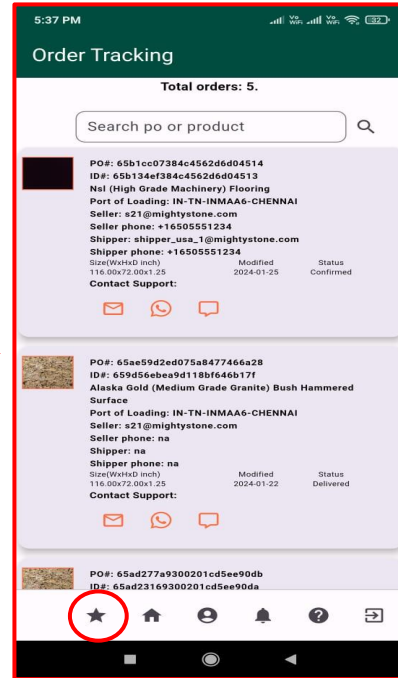 5:37 PM Vo WiFi Vo WiFi 32
Order Tracking
Total orders: 5.
Search po or product
PO#: 65b1cc07384c4562d6d04514
ID#: 65b134ef384c4562d6d04513
Nsl (High Grade Machinery) Flooring
Port of Loading: IN-TN-INMAA6-CHENNAI
Seller: s21@mightystone.com
Seller phone: +16505551234
Shipper: shipper_usa_1@mightystone.com
Shipper phone: +16505551234
Size(WxHxD inch) Modified Status
116.00x72.00x1.25 2024-01-25 Confirmed
Contact Support:
PO#: 65ae59d2ed075a8477466a28
ID#: 659d56ebea9d118bf646b17f
Alaska Gold (Medium Grade Granite) Bush Hammered
Surface
Port of Loading: IN-TN-INMAA6-CHENNAI
Seller: s21@mightystone.com
Seller phone: na
Shipper: na
Shipper phone: na
Size(WxHxD inch) Modified Status
116.00x72.00x1.25 2024-01-22 Delivered
Contact Support:
PO#: 65ad277a9300201cd5ee90db
ID#: 65ad23169300201cd5ee90da